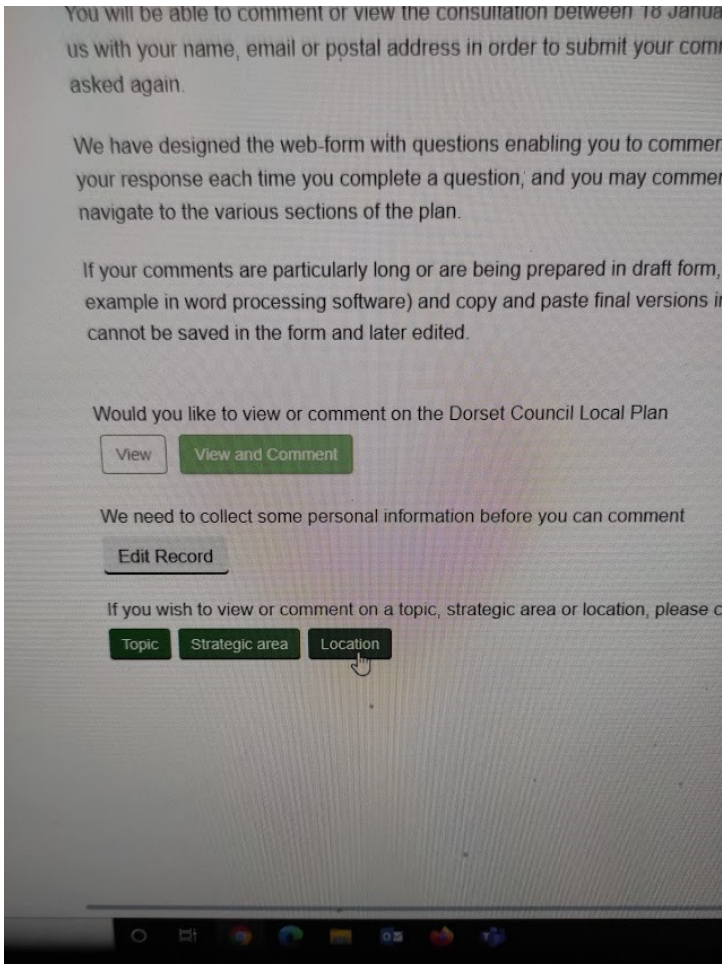 You will be able to comment or view the consultation between 18 Janua
us with your name, email or postal address in order to submit your com
asked again.
We have designed the web-form with questions enabling you to commen
your response each time you complete a question, and you may commen
navigate to the various sections of the plan.
If your comments are particularly long or are being prepared in draft form,
example in word processing software) and copy and paste final versions in
cannot be saved in the form and later edited.
Would you like to view or comment on the Dorset Council Local Plan
View View and Comment
We need to collect some personal information before you can comment
Edit Record
If you wish to view or comment on a topic, strategic area or location, please c
Topic Strategic area Location